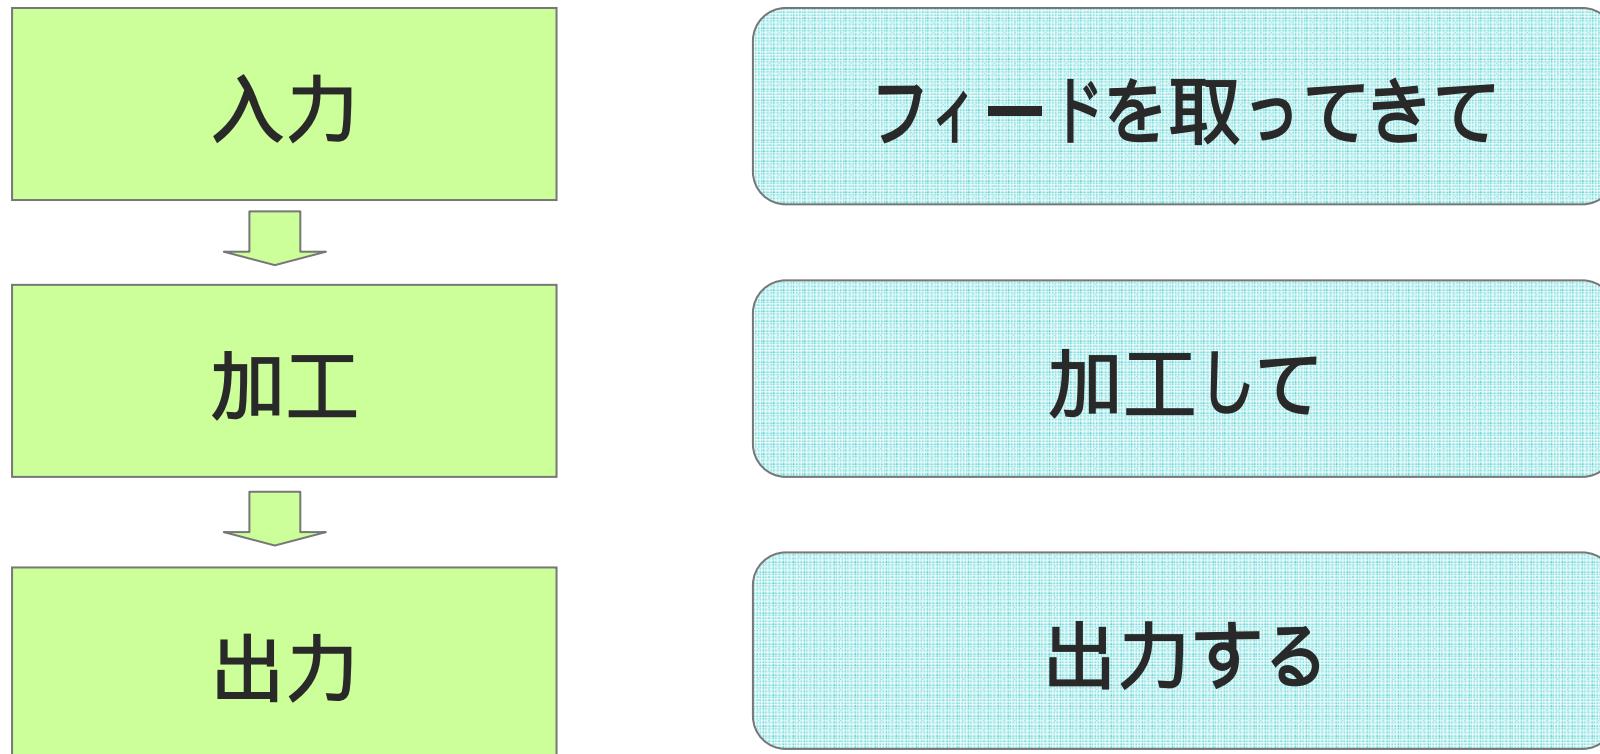 入力
フィードを取ってきて
加工
加工して
出力
出力する